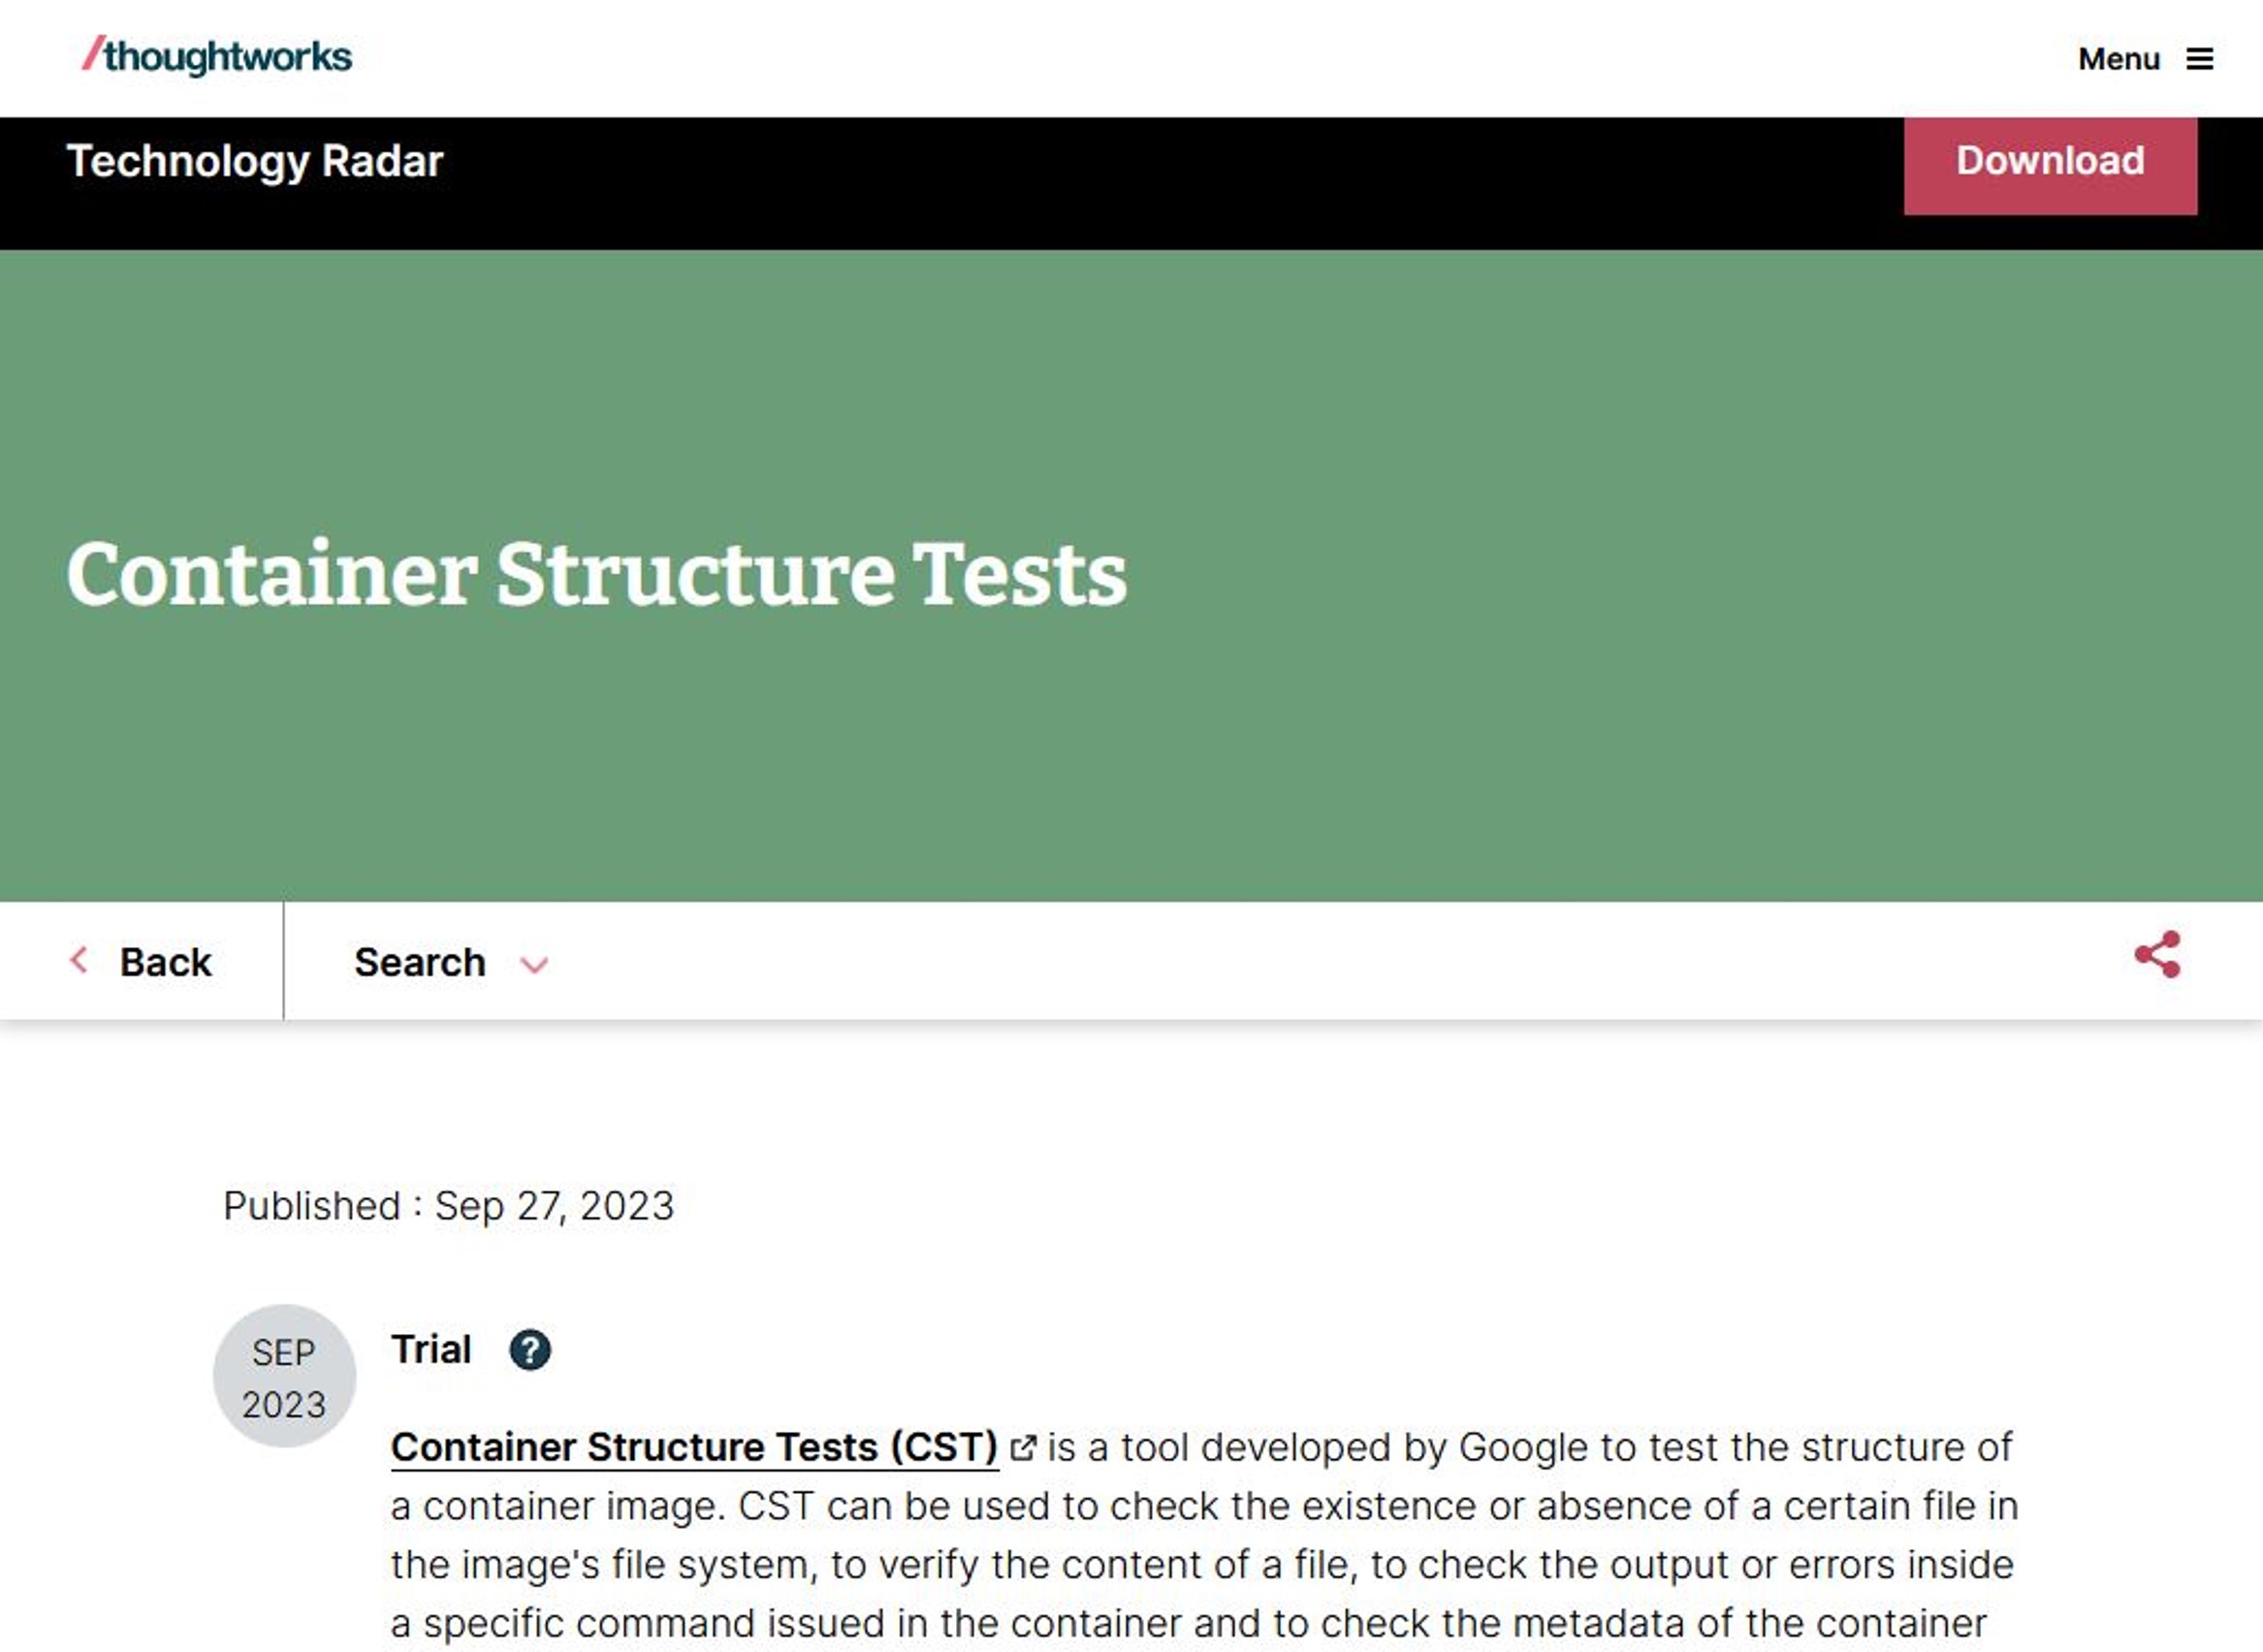 /thoughtworks
Menu
Technology Radar
Download
Container Structure Tests
Back
Search
Published : Sep 27, 2023
SEP
2023
Trial ?
Container Structure Tests (CST) is a tool developed by Google to test the structure of
a container image. CST can be used to check the existence or absence of a certain file in
the image's file system, to verify the content of a file, to check the output or errors inside
a specific command issued in the container and to check the metadata of the container